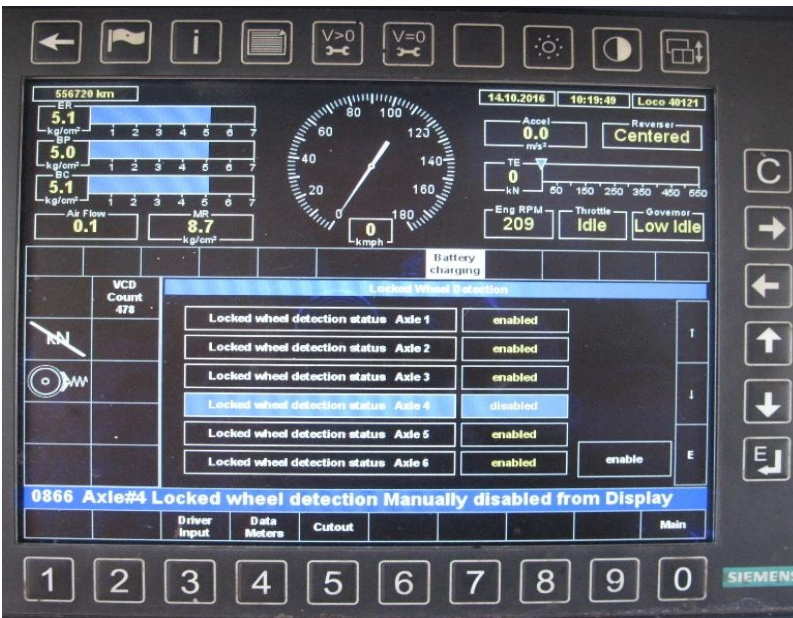 V>0 V=0
556720 km 14.10.2016 10:19:49 Loco 40121
ER
5.1
kg/cm² 1 2 3 4 5 6 7
BP
5.0
kg/cm² 1 2 3 4 5 6 7
BC
5.1
kg/cm² 1 2 3 4 5 6 7
Air Flow
0.1
MR
8.7
kg/cm²
0 20 40 60 80 100 120 140 160 180
0
kmph
Accel
0.0
m/s²
Reverser
Centered
TE
0
kN
50 150 250 350 450 550
Eng RPM
209
Throttle
Idle
Governor
Low Idle
Battery
charging
VCD
Count
478
kN
Locked Wheel Detection
Locked wheel detection status Axle 1 enabled
Locked wheel detection status Axle 2 enabled
Locked wheel detection status Axle 3 enabled
Locked wheel detection status Axle 4 disabled
Locked wheel detection status Axle 5 enabled
Locked wheel detection status Axle 6 enabled
enable
E
0866 Axle#4 Locked wheel detection Manually disabled from Display
Driver
Input
Data
Meters
Cutout
Main
C
E
1 2 3 4 5 6 7 8 9 0
SIEMENS